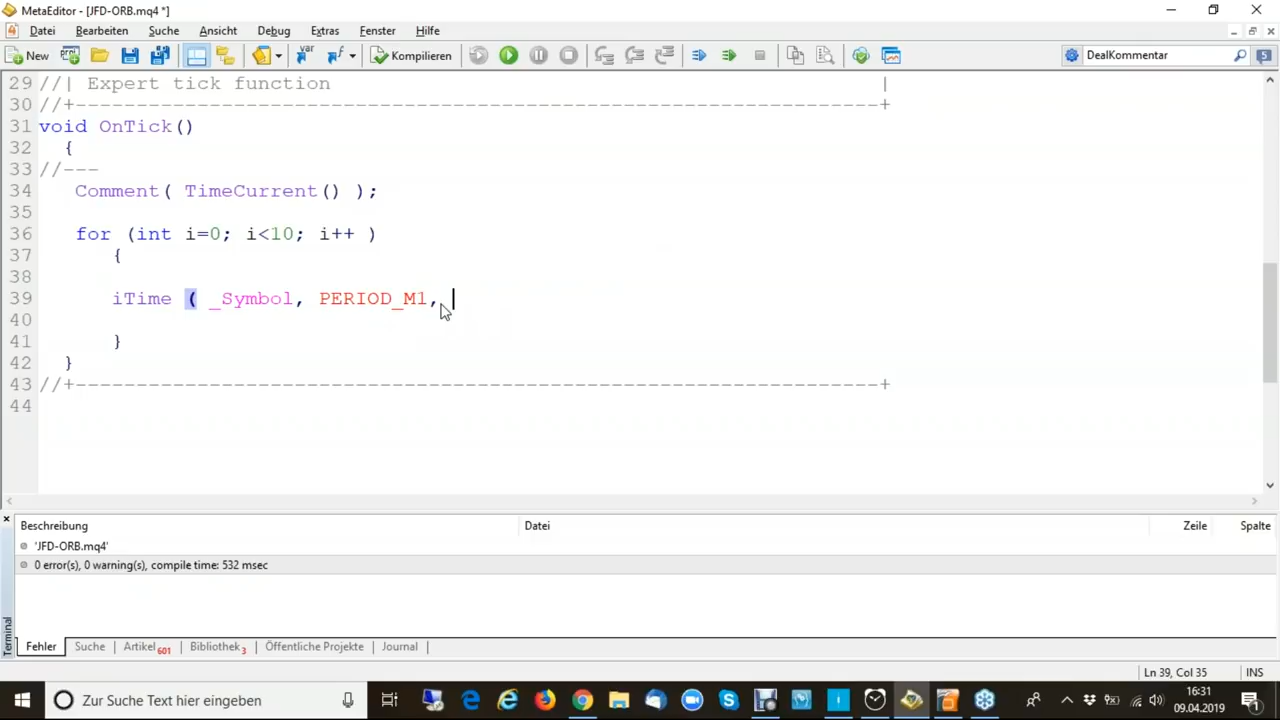 MetaEditor - [JFD-ORB.mq4 *]
Datei Bearbeiten Suche Ansicht Debug Extras Fenster Hilfe
New var Kompilieren DealKommentar 5
29 //| Expert tick function |
30 //+------------------------------------------------------------------+
31 void OnTick()
32 {
33 //---
34 Comment( TimeCurrent() );
35
36 for (int i=0; i<10; i++ )
37 {
38
39 iTime ( _Symbol, PERIOD_M1,
40
41 }
42 }
43 //+------------------------------------------------------------------+
44
Beschreibung Datei Zeile Spalte
'JFD-ORB.mq4'
0 error(s), 0 warning(s), compile time: 532 msec
Terminal
Fehler Suche Artikel 601 Bibliothek 3 Öffentliche Projekte Journal
Ln 39, Col 35 INS
Zur Suche Text hier eingeben
16:31
09.04.2019
1